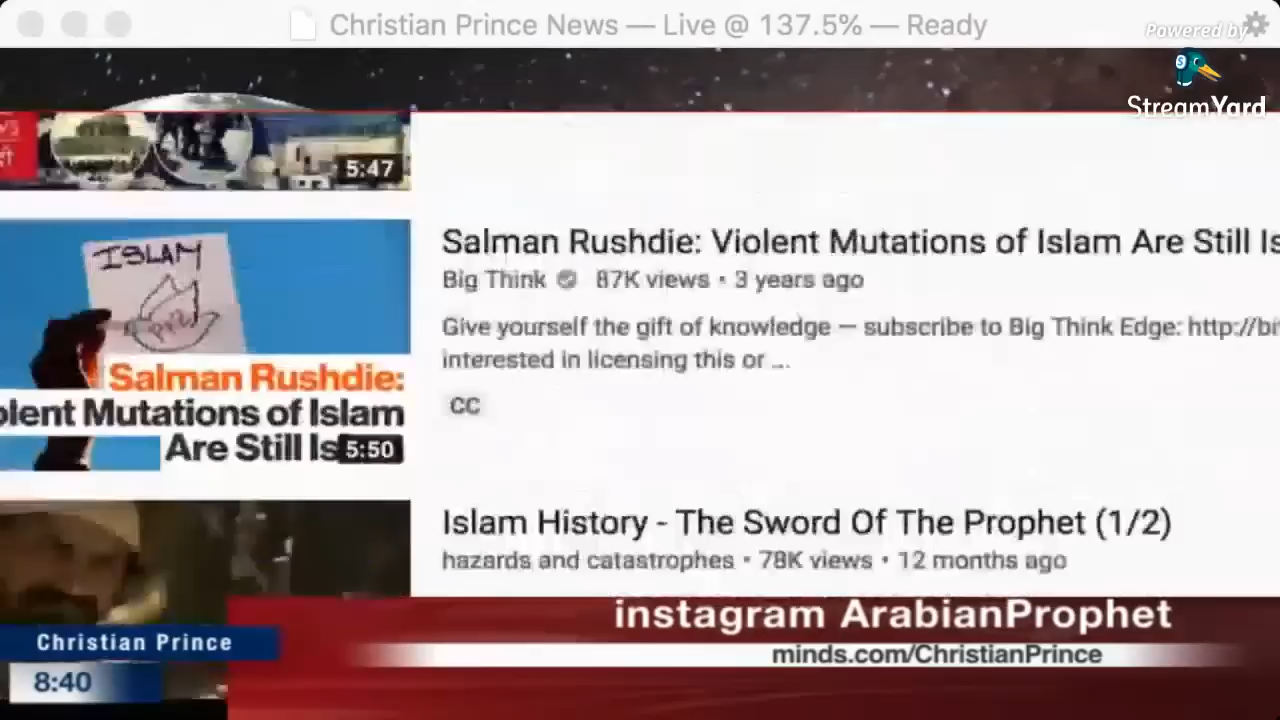 Christian Prince News — Live @ 137.5% — Ready
Powered by
StreamYard
5:47
ISLAM
Salman Rushdie:
olent Mutations of Islam
Are Still Is
5:50
Salman Rushdie: Violent Mutations of Islam Are Still Is
Big Think 87K views • 3 years ago
Give yourself the gift of knowledge — subscribe to Big Think Edge: http://bi
interested in licensing this or ...
CC
Islam History - The Sword Of The Prophet (1/2)
hazards and catastrophes • 78K views • 12 months ago
instagram ArabianProphet
minds.com/ChristianPrince
Christian Prince
8:40